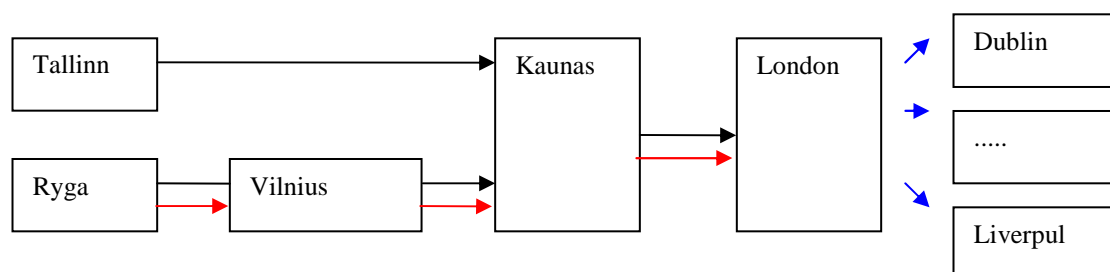 Tallinn
Kaunas
London
Dublin
.....
Ryga
Vilnius
Liverpul